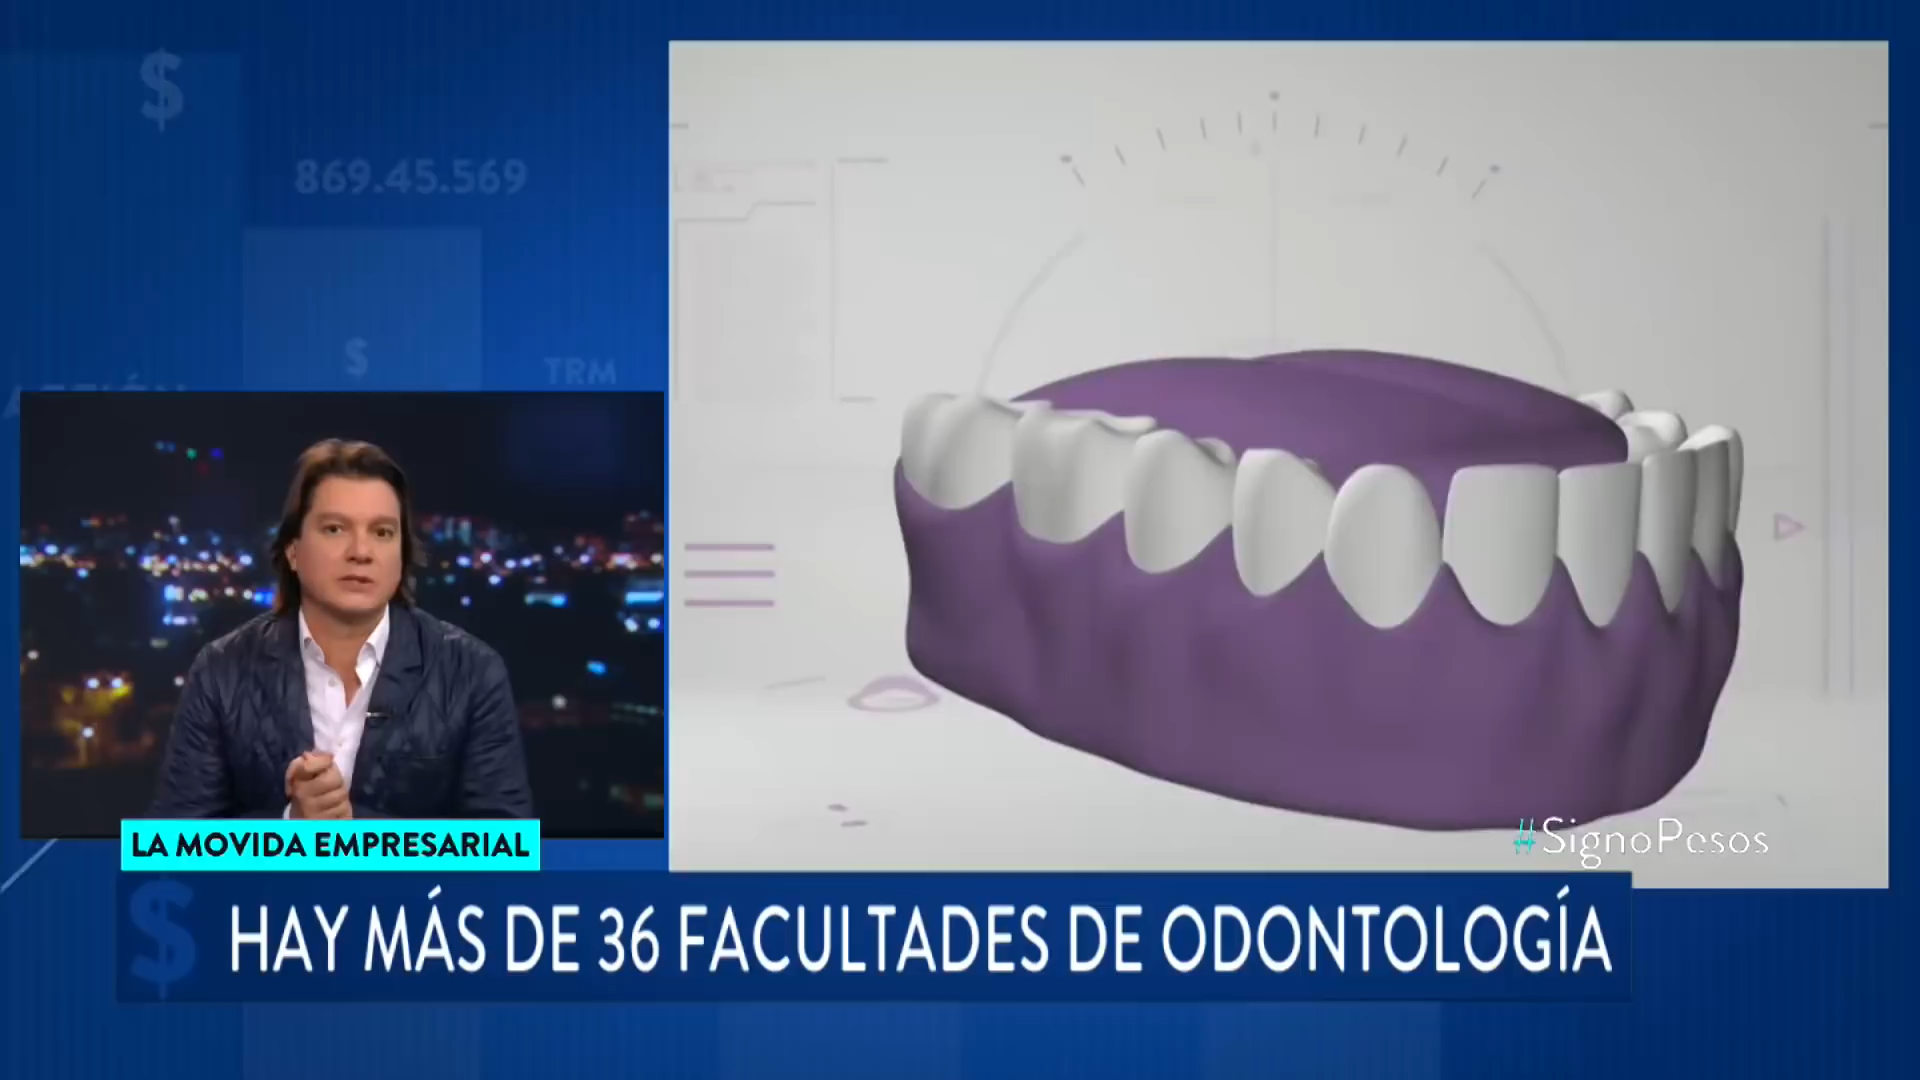 $
869.45.569
$
TRM
LA MOVIDA EMPRESARIAL
#SignoPesos
$
HAY MÁS DE 36 FACULTADES DE ODONTOLOGÍA